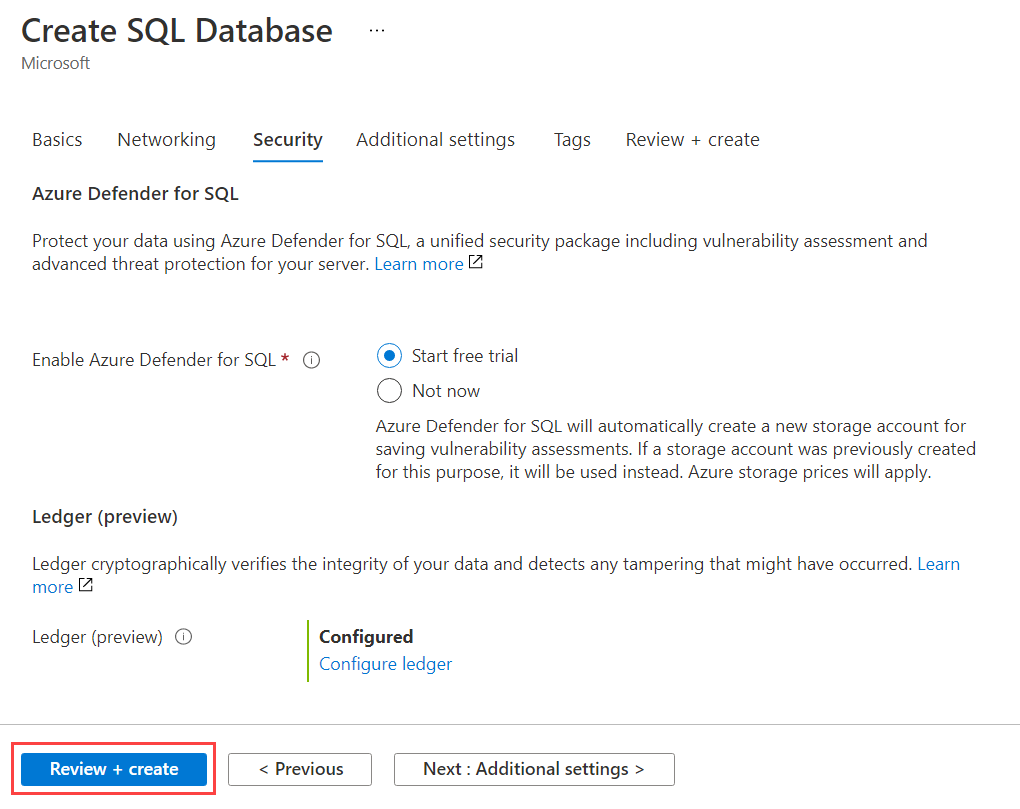 Create SQL Database ...
Microsoft
Basics Networking Security Additional settings Tags Review + create
Azure Defender for SQL
Protect your data using Azure Defender for SQL, a unified security package including vulnerability assessment and
advanced threat protection for your server. Learn more
Enable Azure Defender for SQL *
Start free trial
Not now
Azure Defender for SQL will automatically create a new storage account for
saving vulnerability assessments. If a storage account was previously created
for this purpose, it will be used instead. Azure storage prices will apply.
Ledger (preview)
Ledger cryptographically verifies the integrity of your data and detects any tampering that might have occurred. Learn
more
Ledger (preview)
Configured
Configure ledger
Review + create < Previous Next : Additional settings >